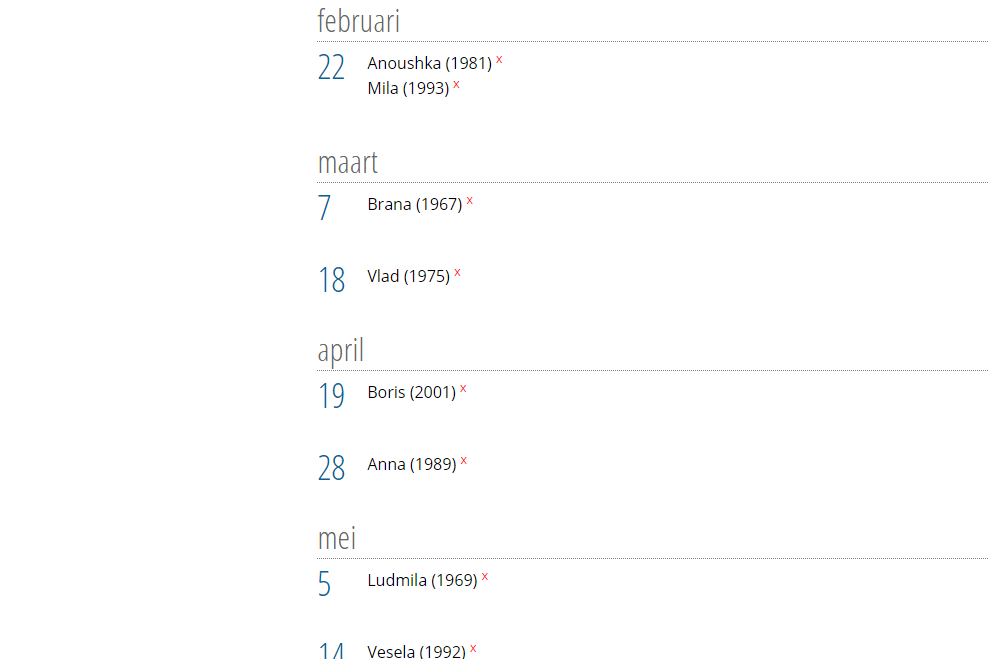 februari
22 Anoushka (1981) x
Mila (1993) x
maart
7 Brana (1967) x
18 Vlad (1975) x
april
19 Boris (2001) x
28 Anna (1989) x
mei
5 Ludmila (1969) x
14 Vesela (1992) x